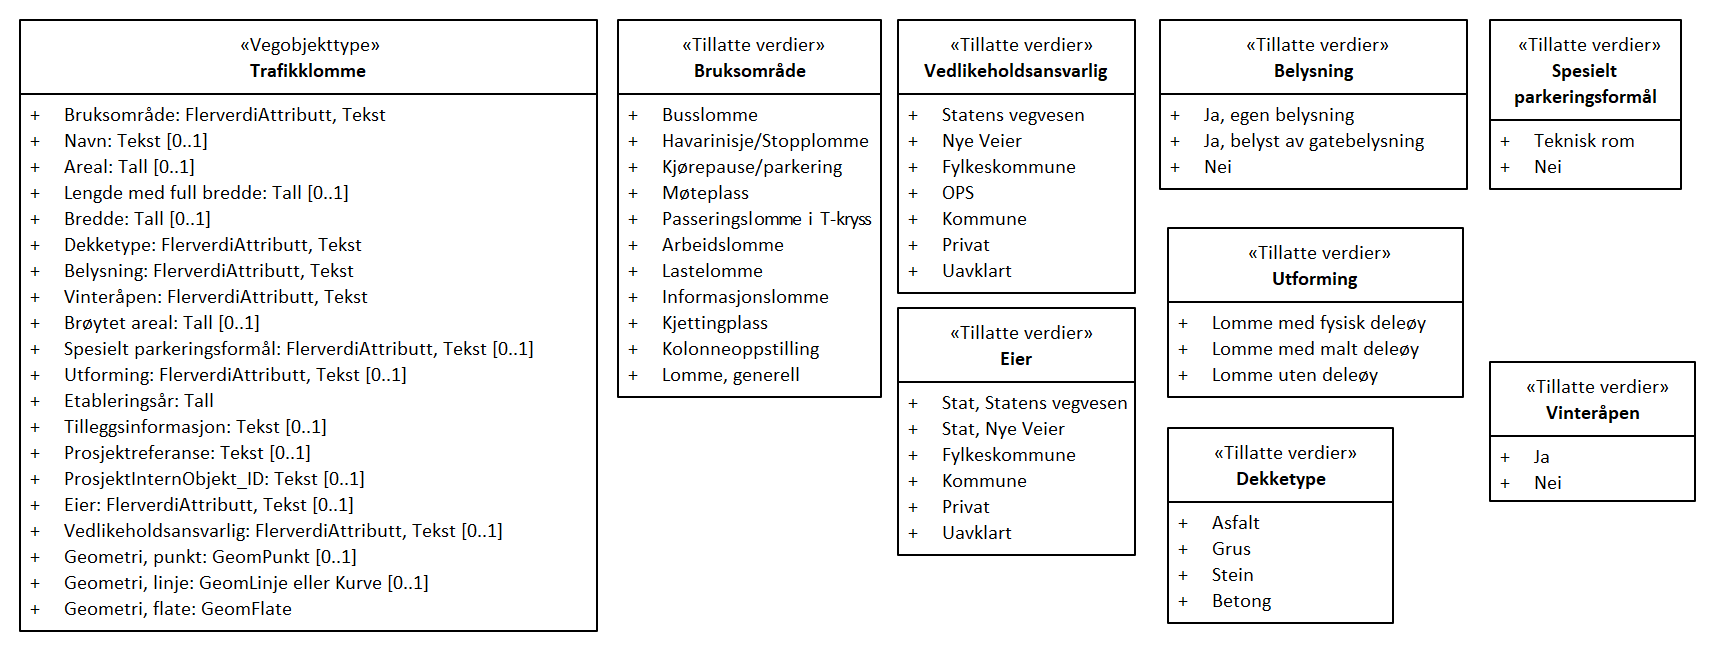 «Vegobjekttype»
Trafikklomme
+ Bruksområde: FlerverdiAttributt, Tekst
+ Navn: Tekst [0..1]
+ Areal: Tall [0..1]
+ Lengde med full bredde: Tall [0..1]
+ Bredde: Tall [0..1]
+ Dekketype: FlerverdiAttributt, Tekst
+ Belysning: FlerverdiAttributt, Tekst
+ Vinteråpen: FlerverdiAttributt, Tekst
+ Brøytet areal: Tall [0..1]
+ Spesielt parkeringsformål: FlerverdiAttributt, Tekst [0..1]
+ Utforming: FlerverdiAttributt, Tekst [0..1]
+ Etableringsår: Tall
+ Tilleggsinformasjon: Tekst [0..1]
+ Prosjektreferanse: Tekst [0..1]
+ ProsjektInternObjekt_ID: Tekst [0..1]
+ Eier: FlerverdiAttributt, Tekst [0..1]
+ Vedlikeholdsansvarlig: FlerverdiAttributt, Tekst [0..1]
+ Geometri, punkt: GeomPunkt [0..1]
+ Geometri, linje: GeomLinje eller Kurve [0..1]
+ Geometri, flate: GeomFlate
«Tillatte verdier»
Bruksområde
+ Busslomme
+ Havarinisje/Stopplomme
+ Kjørepause/parkering
+ Møteplass
+ Passeringslomme i T-kryss
+ Arbeidslomme
+ Lastelomme
+ Informasjonslomme
+ Kjettingplass
+ Kolonneoppstilling
+ Lomme, generell
«Tillatte verdier»
Vedlikeholdsansvarlig
+ Statens vegvesen
+ Nye Veier
+ Fylkeskommune
+ OPS
+ Kommune
+ Privat
+ Uavklart
«Tillatte verdier»
Eier
+ Stat, Statens vegvesen
+ Stat, Nye Veier
+ Fylkeskommune
+ Kommune
+ Privat
+ Uavklart
«Tillatte verdier»
Belysning
+ Ja, egen belysning
+ Ja, belyst av gatebelysning
+ Nei
«Tillatte verdier»
Utforming
+ Lomme med fysisk deleøy
+ Lomme med malt deleøy
+ Lomme uten deleøy
«Tillatte verdier»
Dekketype
+ Asfalt
+ Grus
+ Stein
+ Betong
«Tillatte verdier»
Spesielt
parkeringsformål
+ Teknisk rom
+ Nei
«Tillatte verdier»
Vinteråpen
+ Ja
+ Nei